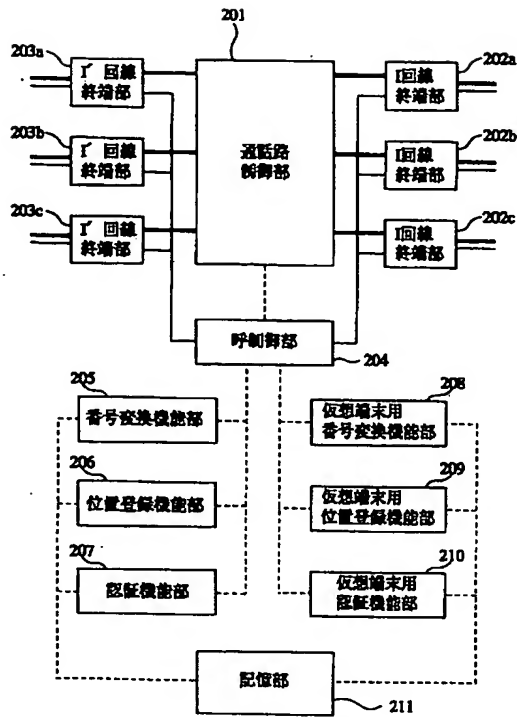 201
203a
I' 回線
終端部
203b
I' 回線
終端部
203c
I' 回線
終端部
通話路
制御部
202a
I回線
終端部
202b
I回線
終端部
202c
I回線
終端部
呼制御部
204
205
番号変換機能部
206
位置登録機能部
207
認証機能部
208
仮想端末用
番号変換機能部
209
仮想端末用
位置登録機能部
210
仮想端末用
認証機能部
記憶部
211